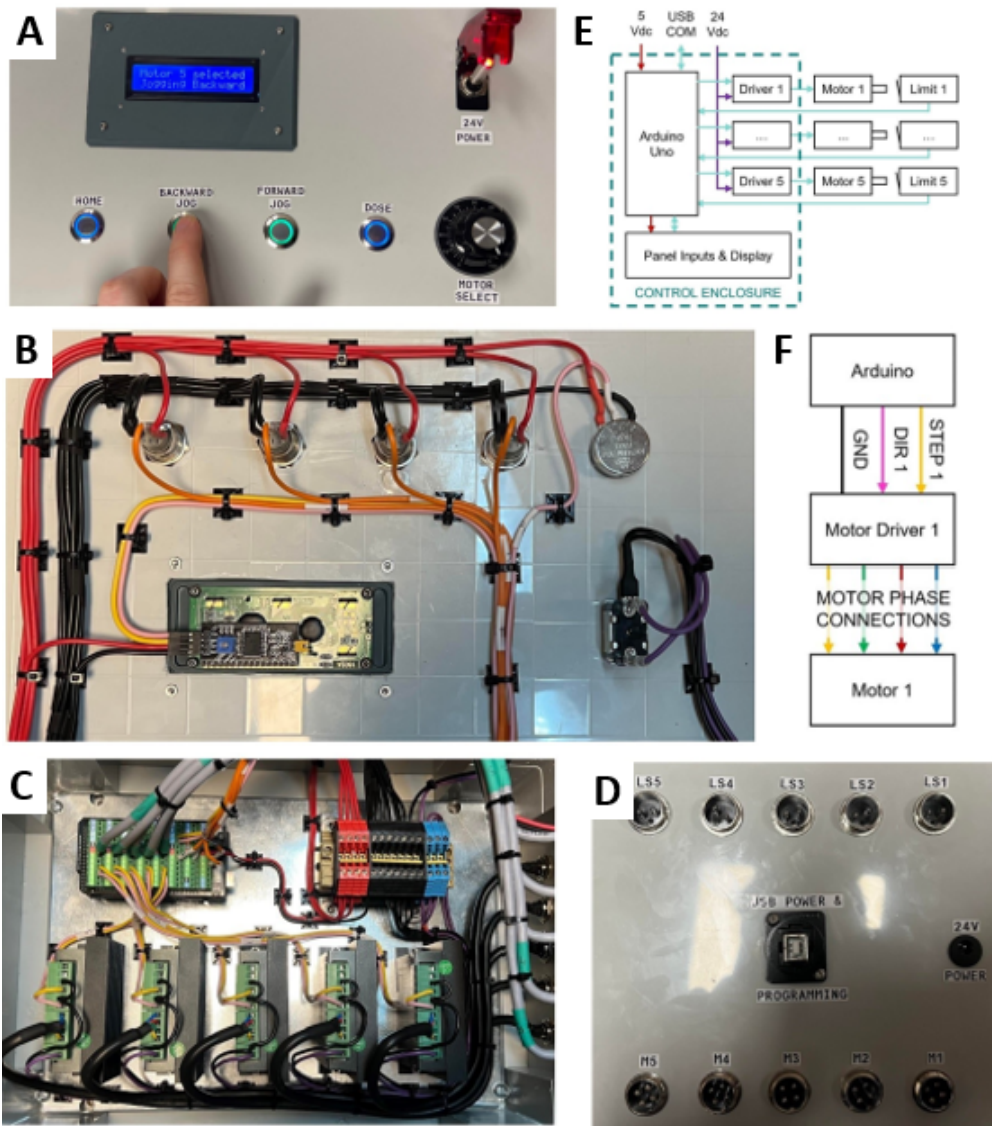 A
Motor 5 selected
Jogging Backward
24V
POWER
HOME
BACKWARD
JOG
FORWARD
JOG
DOSE
MOTOR
SELECT
E
5
Vdc
USB
COM
24
Vdc
Arduino
Uno
Driver 1
Motor 1
Limit 1
...
...
...
Driver 5
Motor 5
Limit 5
Panel Inputs & Display
CONTROL ENCLOSURE
B
F
Arduino
GND
DIR 1
STEP 1
Motor Driver 1
MOTOR PHASE
CONNECTIONS
Motor 1
C
D
LS5
LS4
LS3
LS2
LS1
USB POWER &
PROGRAMMING
24V
POWER
M5
M4
M3
M2
M1